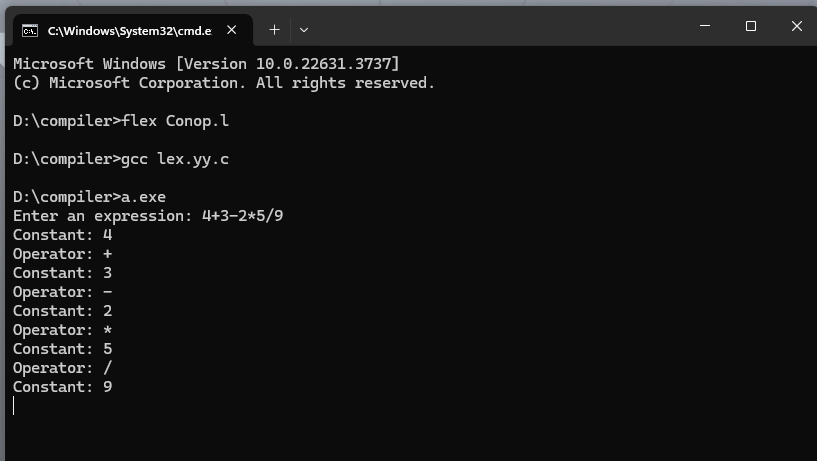 C:\Windows\System32\cmd.e
Microsoft Windows [Version 10.0.22631.3737]
(c) Microsoft Corporation. All rights reserved.
D:\compiler>flex Conop.l
D:\compiler>gcc lex.yy.c
D:\compiler>a.exe
Enter an expression: 4+3-2*5/9
Constant: 4
Operator: +
Constant: 3
Operator: -
Constant: 2
Operator: *
Constant: 5
Operator: /
Constant: 9